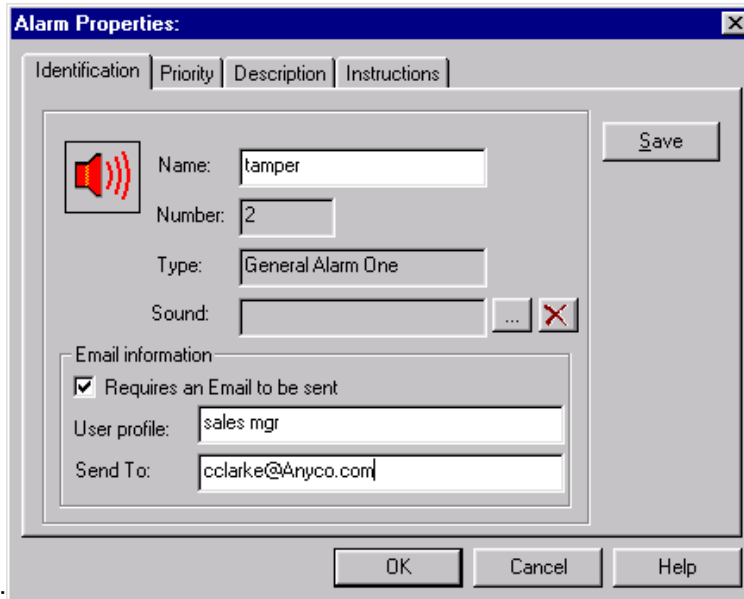 Alarm Properties:
Identification Priority Description Instructions
Save
Name: tamper
Number: 2
Type: General Alarm One
Sound: ...
Email information
Requires an Email to be sent
User profile: sales mgr
Send To: cclarke@Anyco.com
OK Cancel Help
.